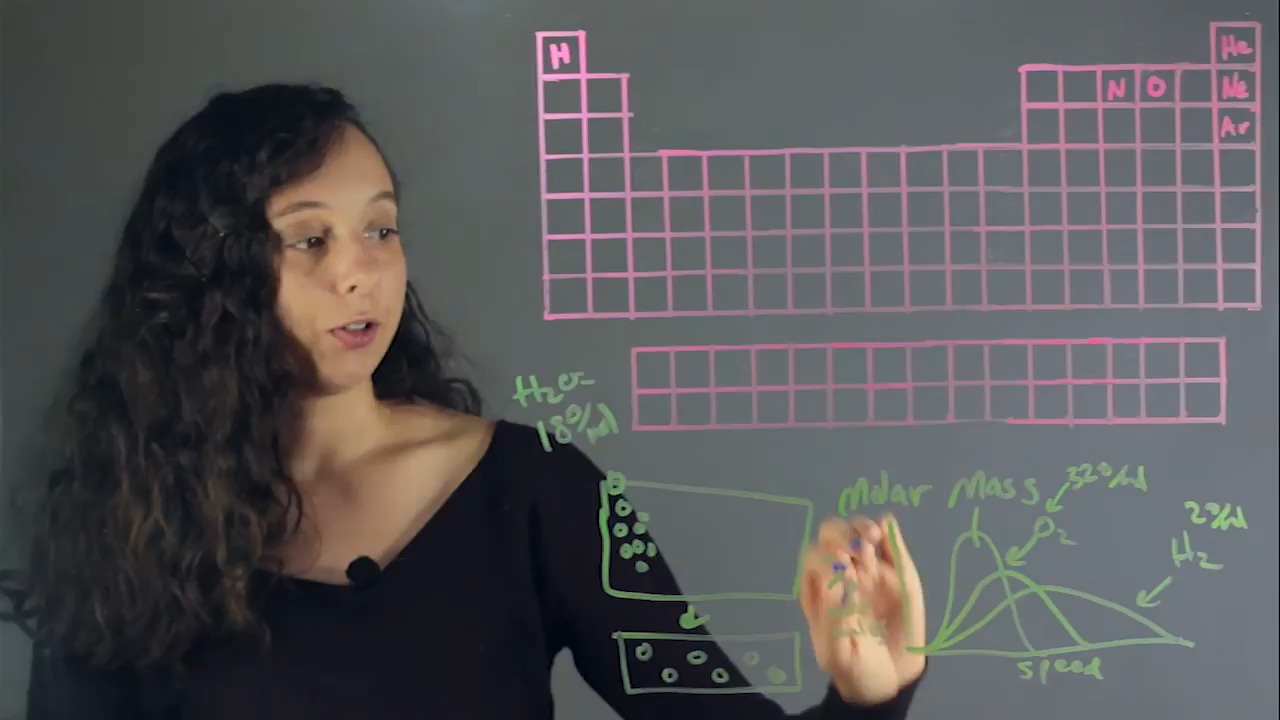 H
He
N O Ne
Ar
H₂O
18g/mol
Molar Mass
32g/mol
O₂
2g/mol
H₂
speed